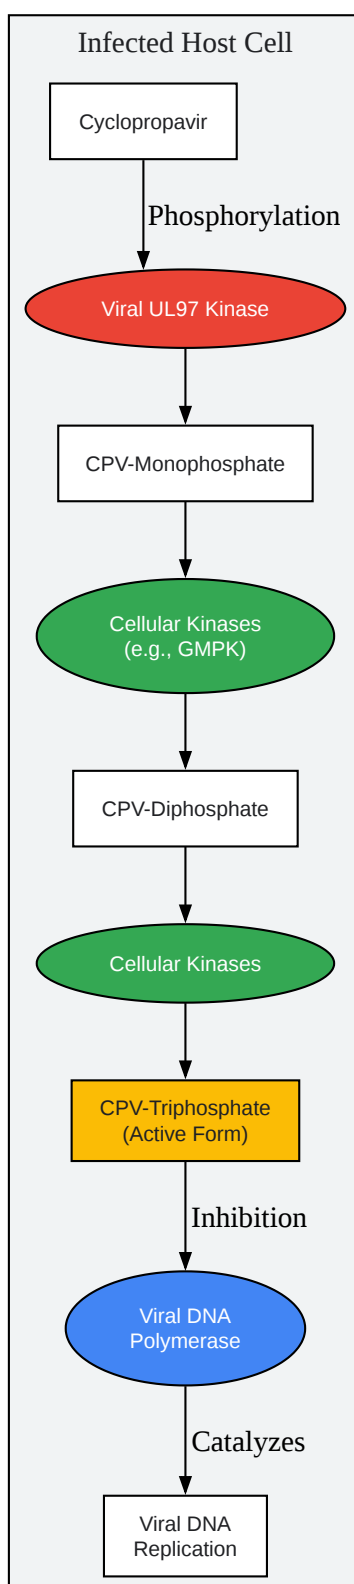 Infected Host Cell
Cyclopropavir
Phosphorylation
Viral UL97 Kinase
CPV-Monophosphate
Cellular Kinases
(e.g., GMPK)
CPV-Diphosphate
Cellular Kinases
CPV-Triphosphate
(Active Form)
Inhibition
Viral DNA
Polymerase
Catalyzes
Viral DNA
Replication